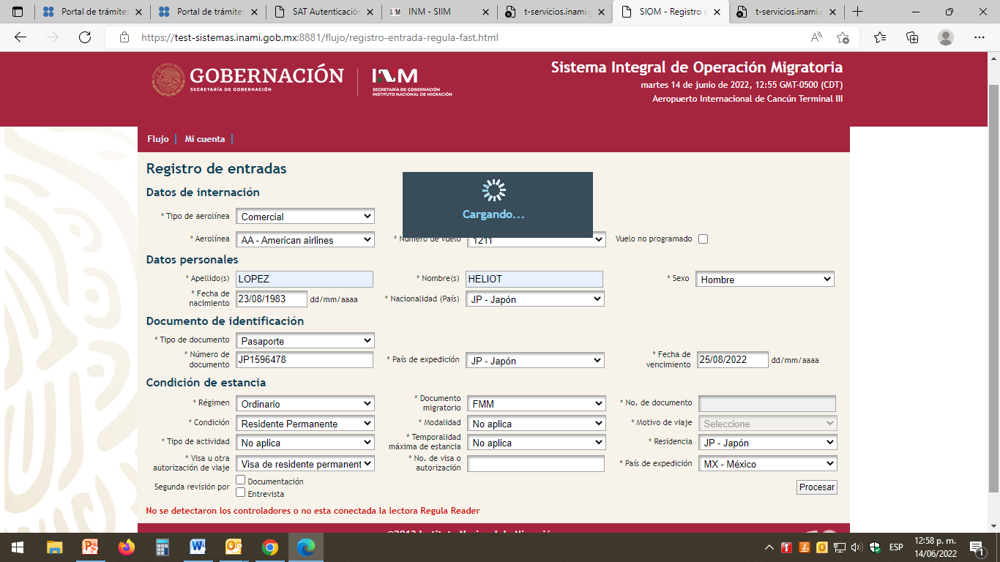 Portal de trámites
Portal de trámites
SAT Autenticación
INM - SIIM
t-servicios.inami.g
SIOM - Registro d
t-servicios.inami.g
https://test-sistemas.inami.gob.mx:8881/flujo/registro-entrada-regula-fast.html
GOBERNACIÓN
SECRETARÍA DE GOBERNACIÓN
INM
SECRETARÍA DE GOBERNACIÓN
INSTITUTO NACIONAL DE MIGRACIÓN
Sistema Integral de Operación Migratoria
martes 14 de junio de 2022, 12:55 GMT-0500 (CDT)
Aeropuerto Internacional de Cancún Terminal III
Flujo | Mi cuenta |
Registro de entradas
Datos de internación
Cargando...
* Tipo de aerolínea Comercial
* Aerolínea AA - American airlines * Número de vuelo 1211 Vuelo no programado
Datos personales
* Apellido(s) LOPEZ * Nombre(s) HELIOT * Sexo Hombre
* Fecha de nacimiento 23/08/1983 dd/mm/aaaa * Nacionalidad (País) JP - Japón
Documento de identificación
* Tipo de documento Pasaporte
* Número de documento JP1596478 * País de expedición JP - Japón * Fecha de vencimiento 25/08/2022 dd/mm/aaaa
Condición de estancia
* Régimen Ordinario * Documento migratorio FMM * No. de documento
* Condición Residente Permanente * Modalidad No aplica * Motivo de viaje Seleccione
* Tipo de actividad No aplica * Temporalidad máxima de estancia No aplica * Residencia JP - Japón
* Visa u otra autorización de viaje Visa de residente permanent * No. de visa o autorización * País de expedición MX - México
Segunda revisión por Documentación
Entrevista
Procesar
No se detectaron los controladores o no esta conectada la lectora Regula Reader
ESP
12:58 p. m.
14/06/2022
1